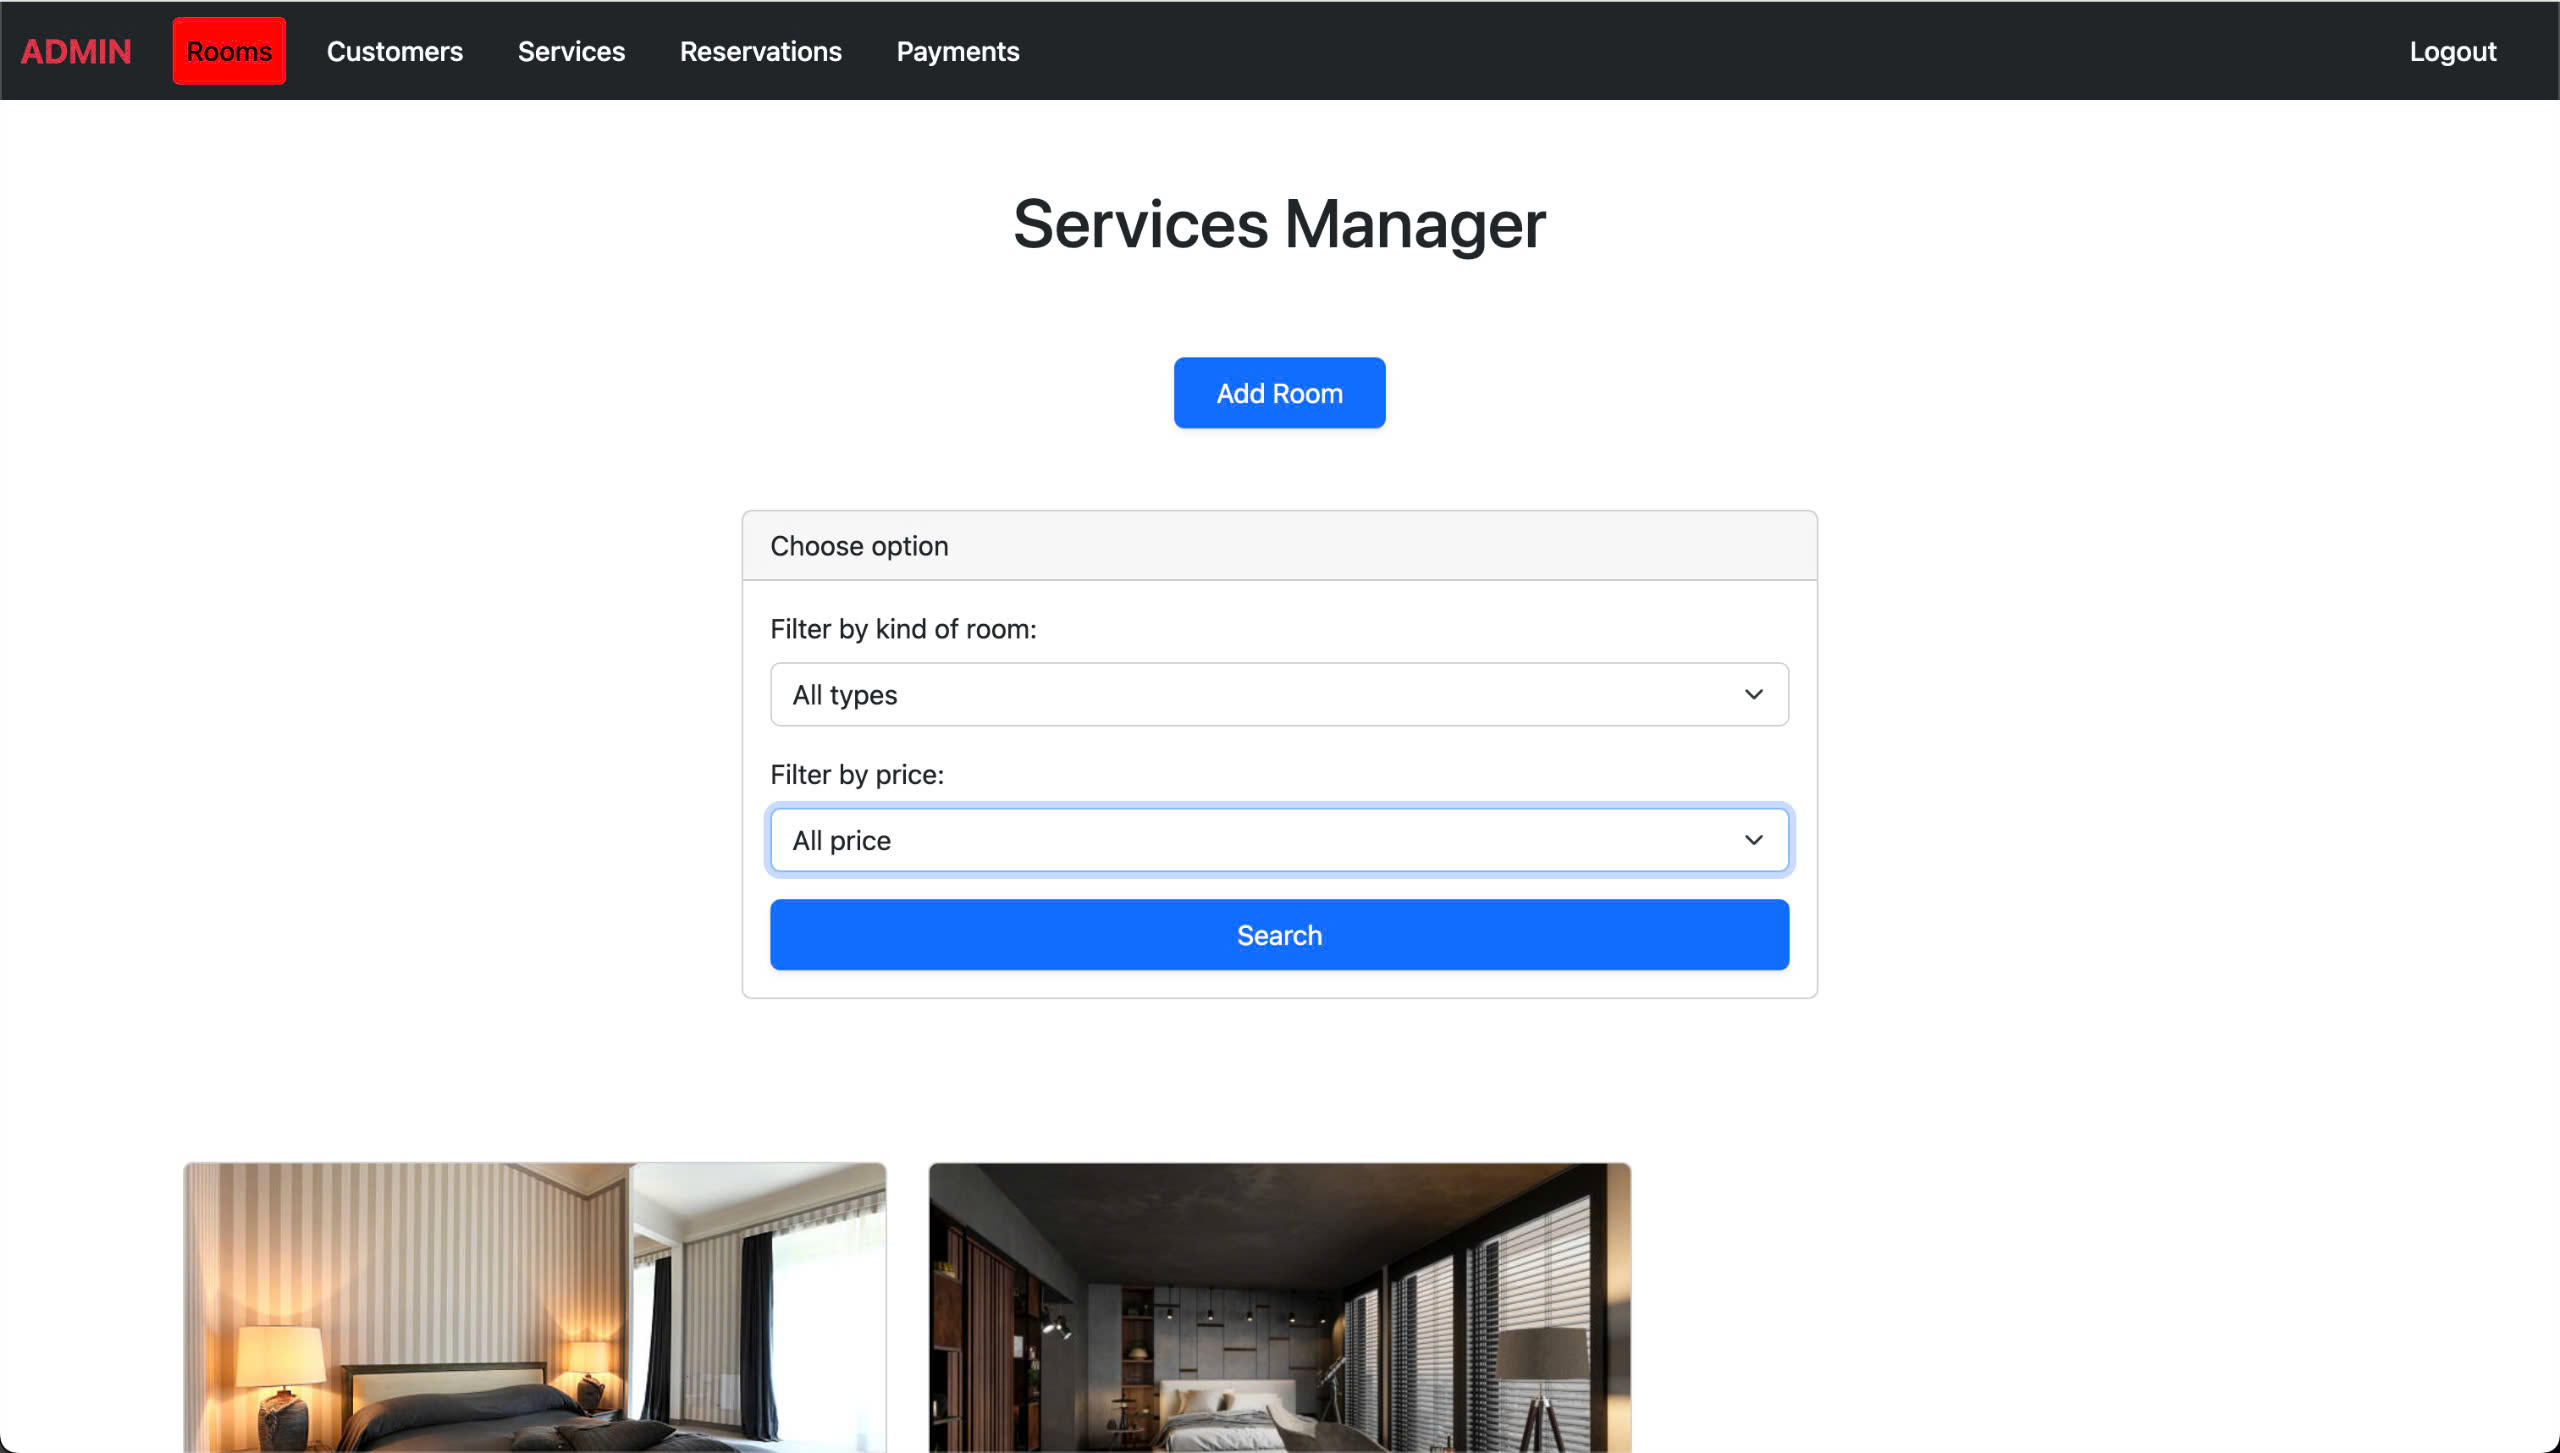 ADMIN Rooms Customers Services Reservations Payments Logout
Services Manager
Add Room
Choose option
Filter by kind of room:
All types
Filter by price:
All price
Search